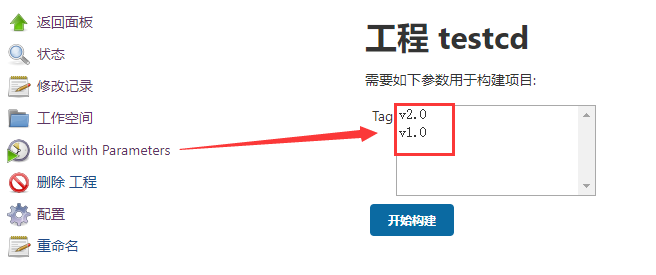 返回面板
状态
修改记录
工作空间
Build with Parameters
删除 工程
配置
重命名
工程 testcd
需要如下参数用于构建项目:
Tag
v2.0
v1.0
开始构建